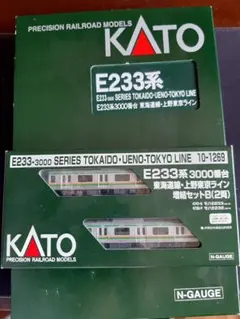 PRECISION RAILROAD MODELS
KATO
E233系
E233-3000 SERIES TOKAIDO・UENO-TOKYO LINE
E233系3000番台 東海道線・上野東京ライン
E233-3000 SERIES TOKAIDO・UENO-TOKYO LINE 10-1269
E233系3000番台
東海道線・上野東京ライン
増結セットB(2両)
KATO
PRECISION RAILROAD MODELS
N-GAUGE
N-GAUGE